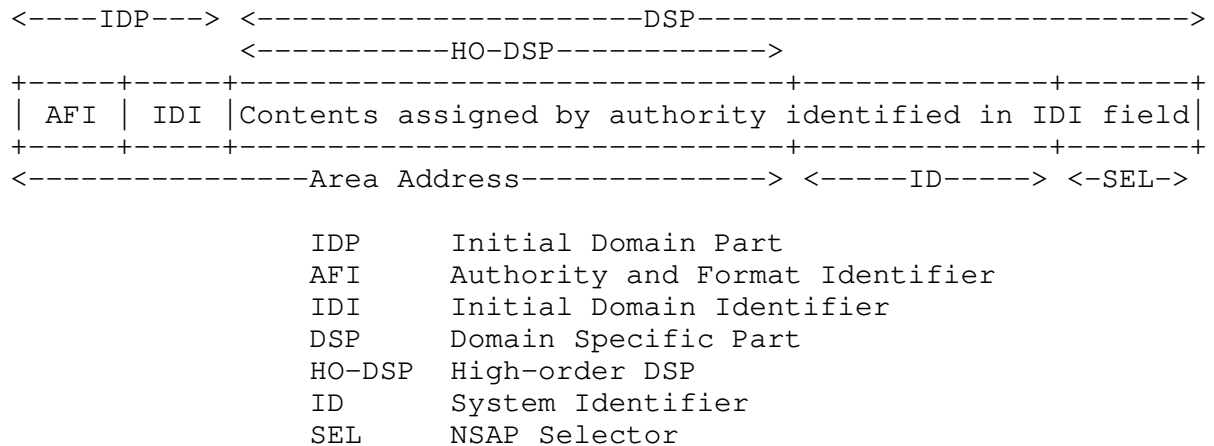 <----IDP---> <----------------------DSP---------------------------->
             <-----------HO-DSP------------>
+-----+-----+-------------------------------+--------------+-------+
| AFI | IDI |Contents assigned by authority identified in IDI field|
+-----+-----+-------------------------------+--------------+-------+
<----------------Area Address--------------> <-----ID-----> <-SEL->
IDP     Initial Domain Part
AFI     Authority and Format Identifier
IDI     Initial Domain Identifier
DSP     Domain Specific Part
HO-DSP  High-order DSP
ID      System Identifier
SEL     NSAP Selector